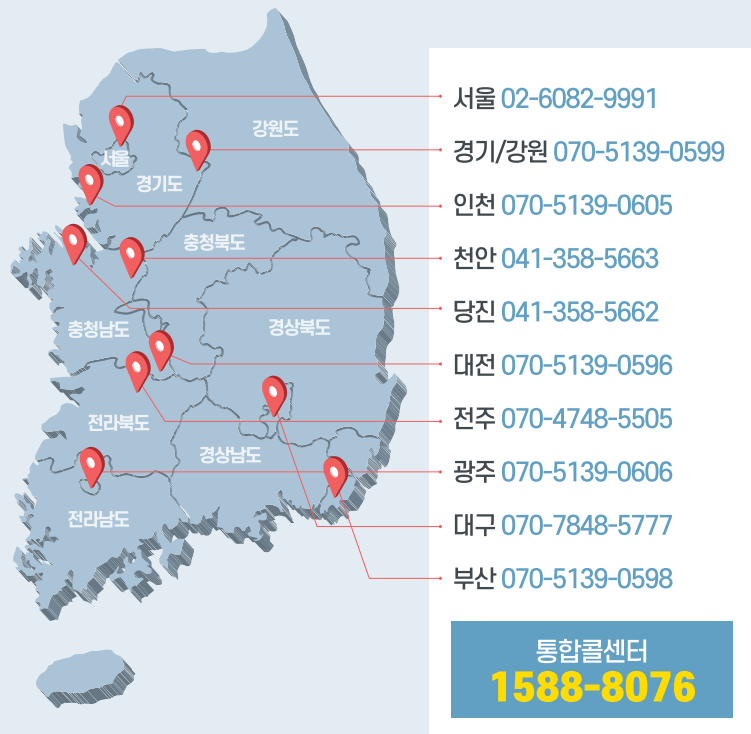 강원도
서울
경기도
충청북도
충청남도
경상북도
전라북도
경상남도
전라남도
서울 02-6082-9991
경기/강원 070-5139-0599
인천 070-5139-0605
천안 041-358-5663
당진 041-358-5662
대전 070-5139-0596
전주 070-4748-5505
광주 070-5139-0606
대구 070-7848-5777
부산 070-5139-0598
통합콜센터
1588-8076